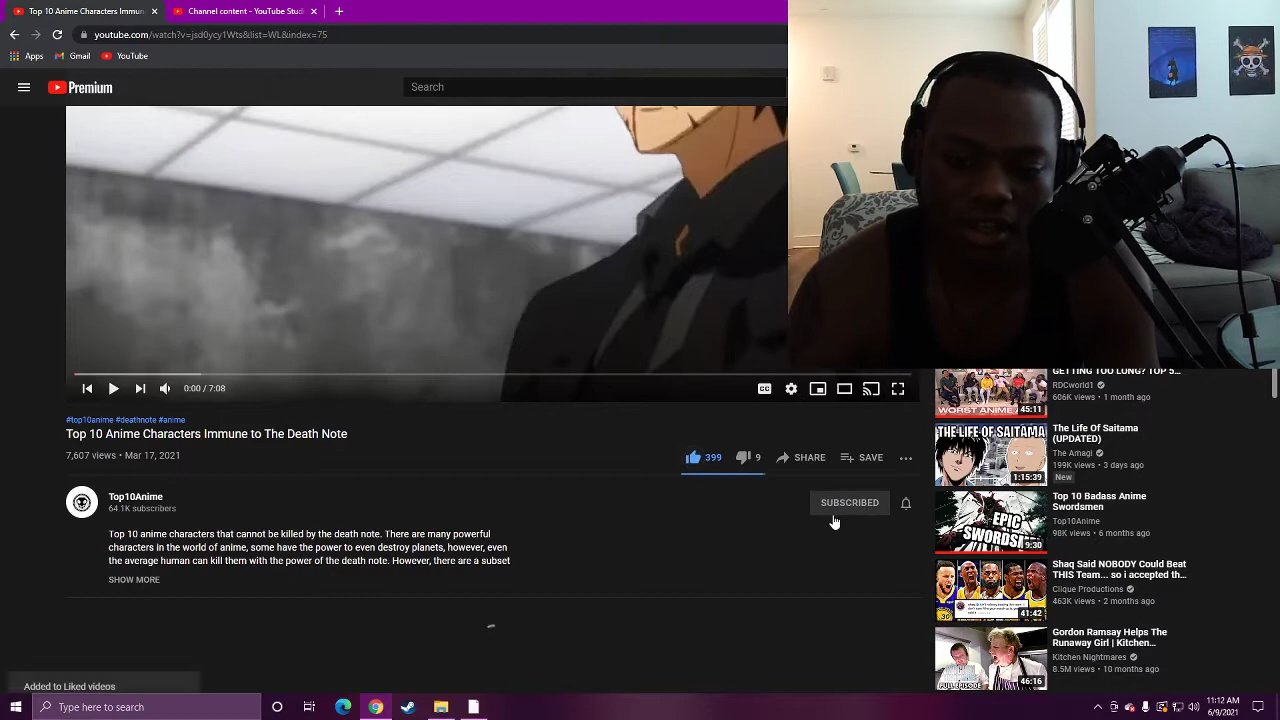 Top 10 Anime Characters Immun
Channel content - YouTube Studi
youtube.com/watch?v=jsd0ycy1Wts&list=WL&index=75
Apps
Gmail
YouTube
Premium
Search
0:00 / 7:08
#top10anime #deathnote #anime
Top 10 Anime Characters Immune to The Death Note
7,607 views • Mar 17, 2021
399
9
SHARE
SAVE
Top10Anime
64.1K subscribers
SUBSCRIBED
Top 10 anime characters that cannot be killed by the death note. There are many powerful
characters in the world of anime, some have the power to even destroy planets, however, even
the average human can kill them with the power of the death note. However, there are a subset
SHOW MORE
Added to Liked videos
GETTING TOO LONG? TOP 5...
RDCworld1
606K views • 1 month ago
WORST ANIME
45:11
THE LIFE OF SAITAMA
1:15:39
The Life Of Saitama
(UPDATED)
The Amagi
199K views • 3 days ago
New
EPIC
SWORDSM
9:30
Top 10 Badass Anime
Swordsmen
Top10Anime
98K views • 6 months ago
41:42
Shaq Said NOBODY Could Beat
THIS Team... so i accepted th...
Clique Productions
463K views • 2 months ago
FULL EPISODE
46:16
Gordon Ramsay Helps The
Runaway Girl | Kitchen...
Kitchen Nightmares
8.5M views • 10 months ago
Type here to search
11:12 AM
6/9/2021